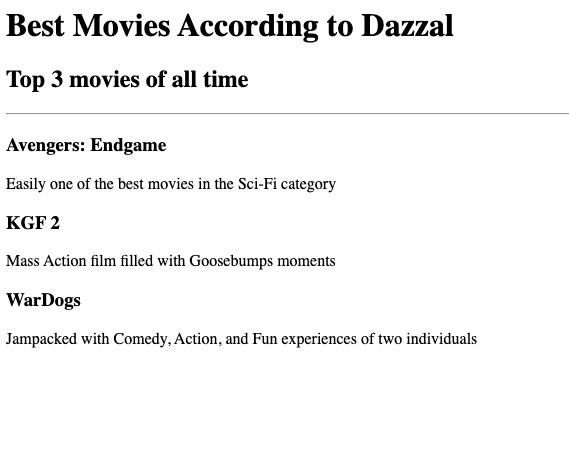 Best Movies According to Dazzal
Top 3 movies of all time
Avengers: Endgame
Easily one of the best movies in the Sci-Fi category
KGF 2
Mass Action film filled with Goosebumps moments
WarDogs
Jampacked with Comedy, Action, and Fun experiences of two individuals